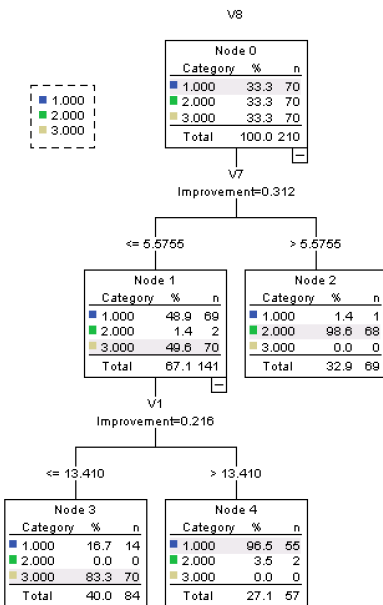 V8
Node 0
Category % n
1.000 33.3 70
2.000 33.3 70
3.000 33.3 70
Total 100.0 210
1.000
2.000
3.000
V7
Improvement=0.312
<= 5.5755
> 5.5755
Node 1
Category % n
1.000 48.9 69
2.000 1.4 2
3.000 49.6 70
Total 67.1 141
Node 2
Category % n
1.000 1.4 1
2.000 98.6 68
3.000 0.0 0
Total 32.9 69
V1
Improvement=0.216
<= 13.410
> 13.410
Node 3
Category % n
1.000 16.7 14
2.000 0.0 0
3.000 83.3 70
Total 40.0 84
Node 4
Category % n
1.000 96.5 55
2.000 3.5 2
3.000 0.0 0
Total 27.1 57